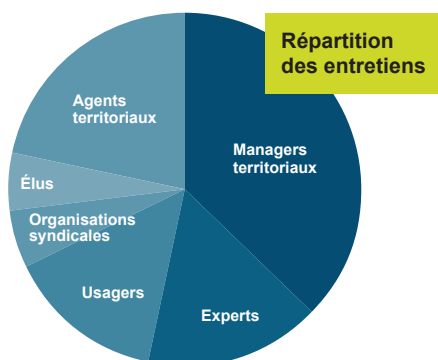 Répartition
des entretiens
Agents
territoriaux
Managers
territoriaux
Élus
Organisations
syndicales
Usagers
Experts